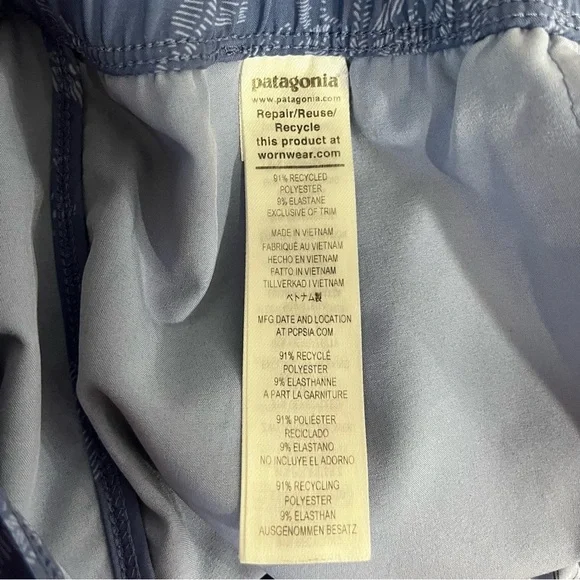 patagonia
www.patagonia.com
Repair/Reuse/
Recycle
this product at
wornwear.com
91% RECYCLED
POLYESTER
9% ELASTANE
EXCLUSIVE OF TRIM
MADE IN VIETNAM
FABRIQUÉ AU VIETNAM
HECHO EN VIETNAM
FATTO IN VIETNAM
TILLVERKAD I VIETNAM
ベトナム製
MFG DATE AND LOCATION
AT PCPSIA.COM
91% RECYCLÉ
POLYESTER
9% ELASTHANNE
A PART LA GARNITURE
91% POLIÉSTER
RECICLADO
9% ELASTANO
NO INCLUYE EL ADORNO
91% RECYCLING
POLYESTER
9% ELASTHAN
AUSGENOMMEN BESATZ